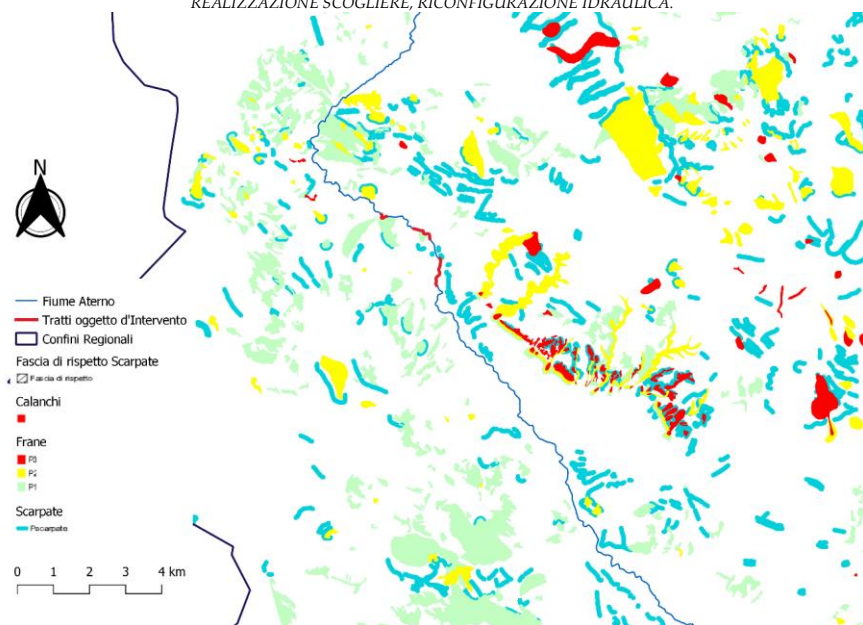 REALIZZAZIONE SCOGLIERE, RICONFIGURAZIONE IDRAULICA.
N
Fiume Aterno
Tratti oggetto d'Intervento
Confini Regionali
Fascia di rispetto Scarpate
Fascia di rispetto
Calanchi
Frane
P3
P2
P1
Scarpate
Pscarpate
0 1 2 3 4 km